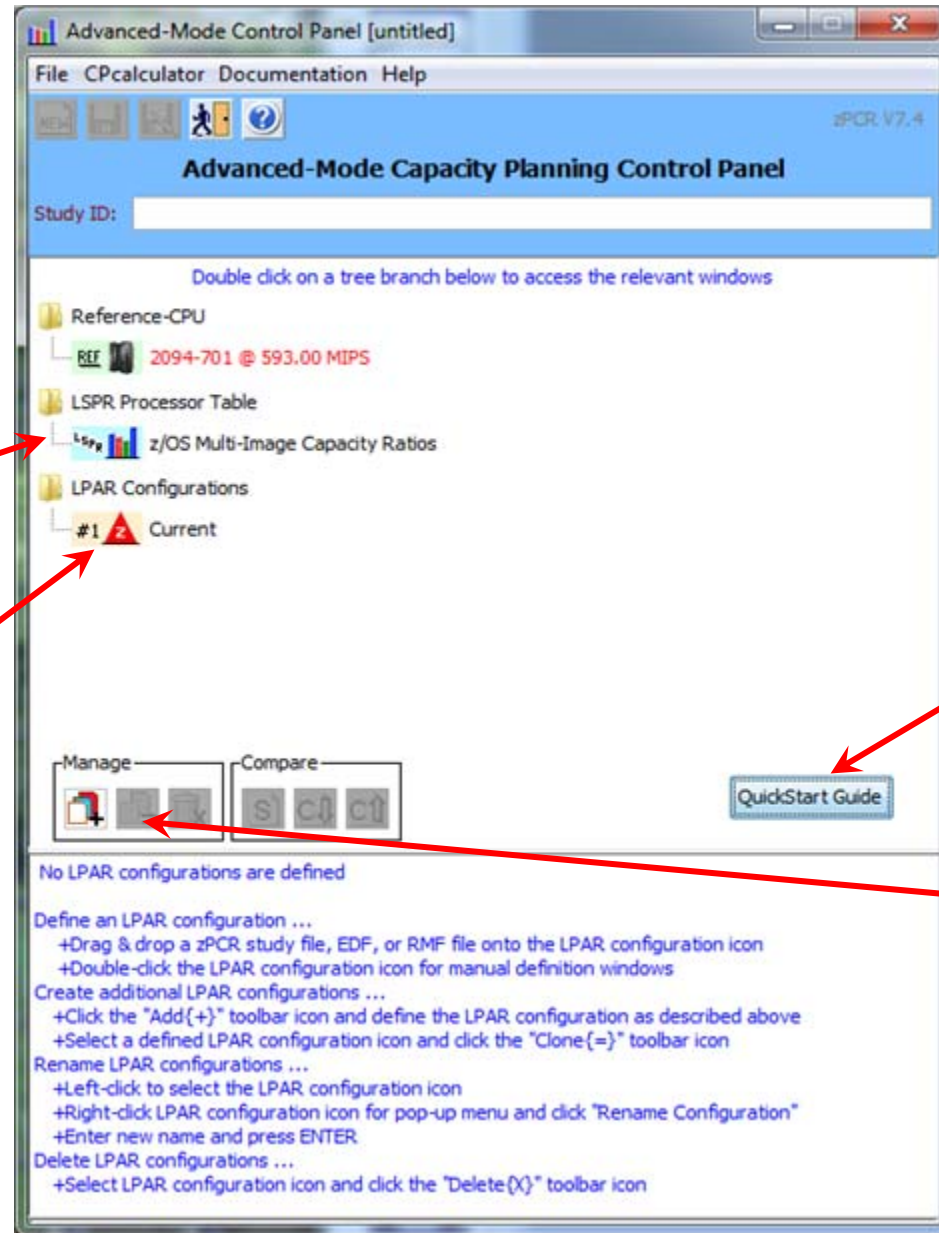 Advanced-Mode Control Panel [untitled]
File CPcalculator Documentation Help
NEW
zPCR V7.4
Advanced-Mode Capacity Planning Control Panel
Study ID:
Double click on a tree branch below to access the relevant windows
Reference-CPU
REF 2094-701 @ 593.00 MIPS
LSPR Processor Table
LSPR z/OS Multi-Image Capacity Ratios
LPAR Configurations
#1 z Current
Manage Compare
S C C
QuickStart Guide
No LPAR configurations are defined
Define an LPAR configuration ...
+Drag & drop a zPCR study file, EDF, or RMF file onto the LPAR configuration icon
+Double-click the LPAR configuration icon for manual definition windows
Create additional LPAR configurations ...
+Click the "Add{+}" toolbar icon and define the LPAR configuration as described above
+Select a defined LPAR configuration icon and click the "Clone{=}" toolbar icon
Rename LPAR configurations ...
+Left-click to select the LPAR configuration icon
+Right-click LPAR configuration icon for pop-up menu and click "Rename Configuration"
+Enter new name and press ENTER
Delete LPAR configurations ...
+Select LPAR configuration icon and click the "Delete{X}" toolbar icon